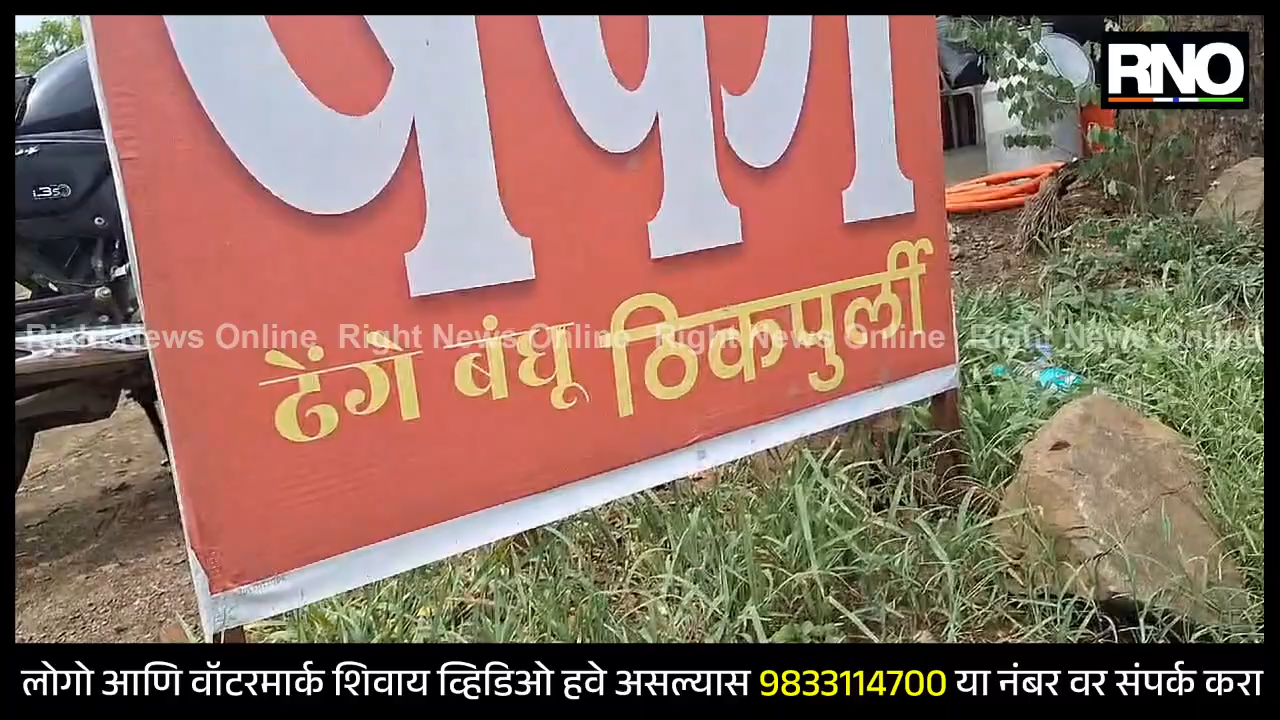 RNO
Right News Online Right News Online Right News Online Right News Online
ढेंगे बंधू ठिकपुर्ली
लोगो आणि वॉटरमार्क शिवाय व्हिडिओ हवे असल्यास 9833114700 या नंबर वर संपर्क करा